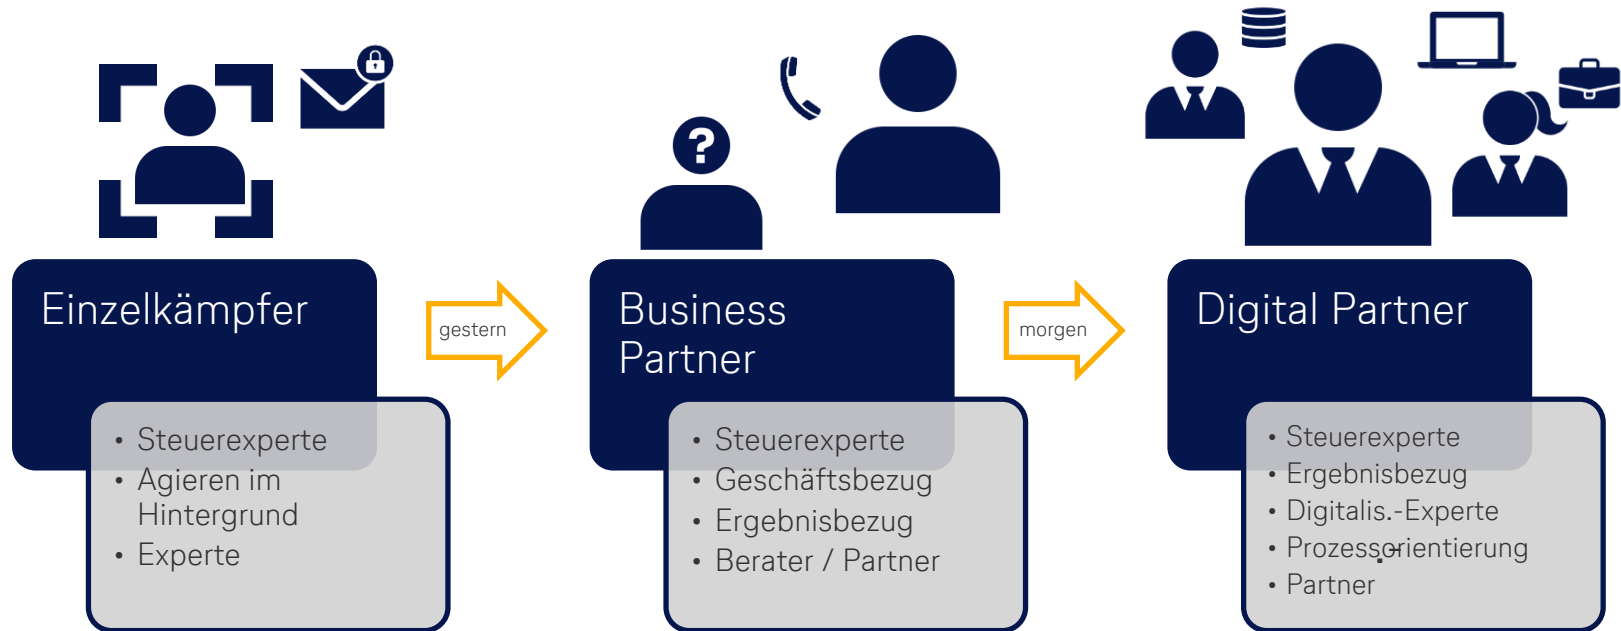 ?
Einzelkämpfer
• Steuerexperte
• Agieren im
Hintergrund
• Experte
gestern
Business
Partner
• Steuerexperte
• Geschäftsbezug
• Ergebnisbezug
• Berater / Partner
morgen
Digital Partner
• Steuerexperte
• Ergebnisbezug
• Digitalis.-Experte
• Prozessorientierung
• Partner